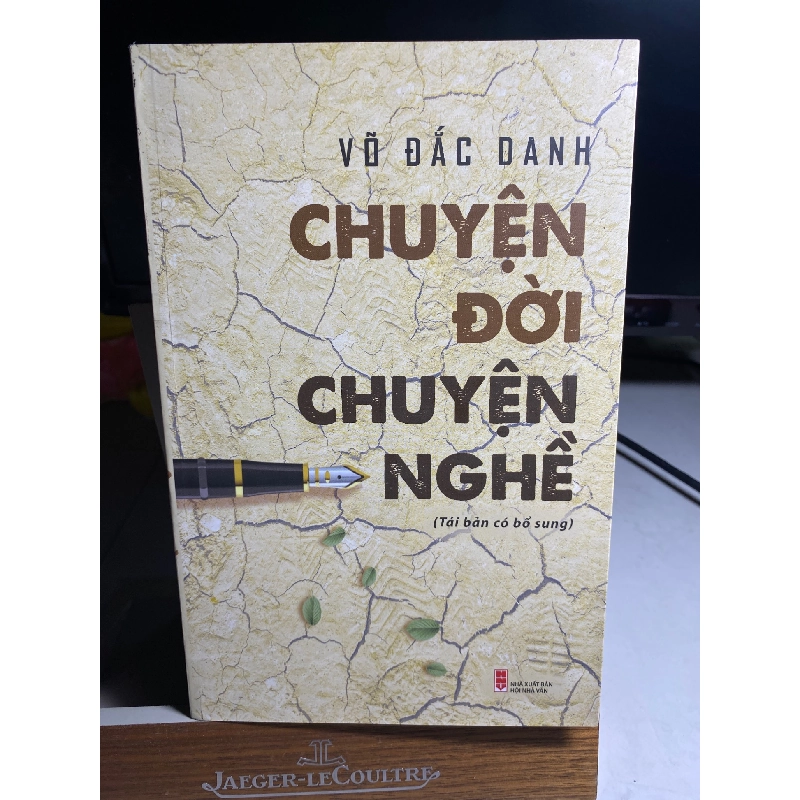 VÕ ĐẮC DANH
CHUYỆN
ĐỜI
CHUYỆN
NGHỀ
(Tái bản có bổ sung)
NHÀ XUẤT BẢN
HỘI NHÀ VĂN
JAEGER-LECOULTRE